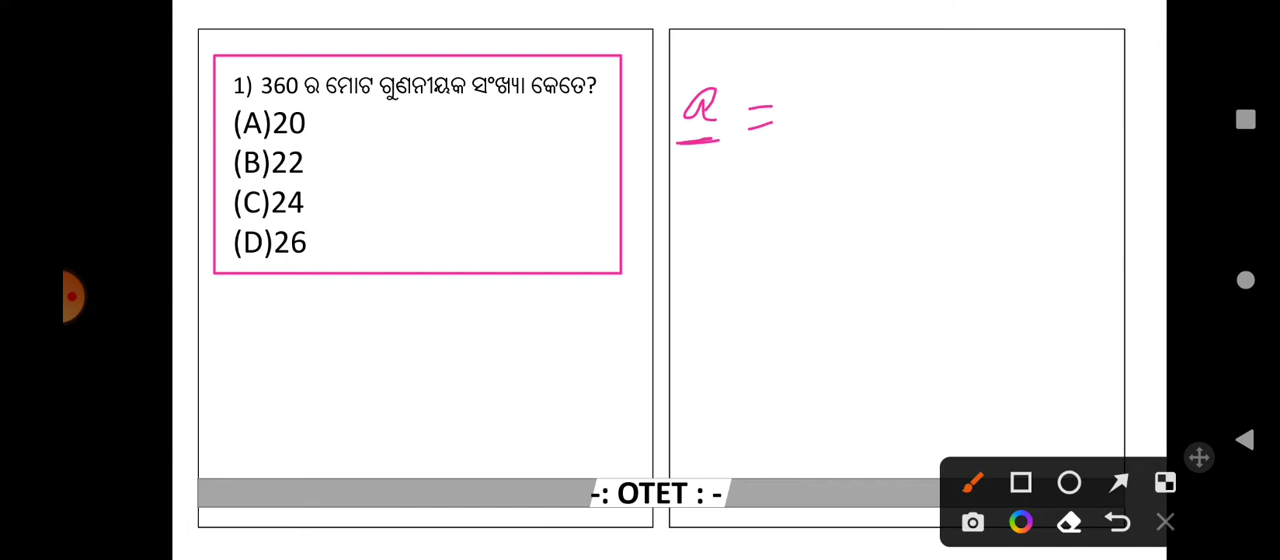 1) 360 ର ମୋଟ ଗୁଣନୀୟକ ସଂଖ୍ୟା କେତେ?
(A)20
(B)22
(C)24
(D)26
=
-: OTET : -